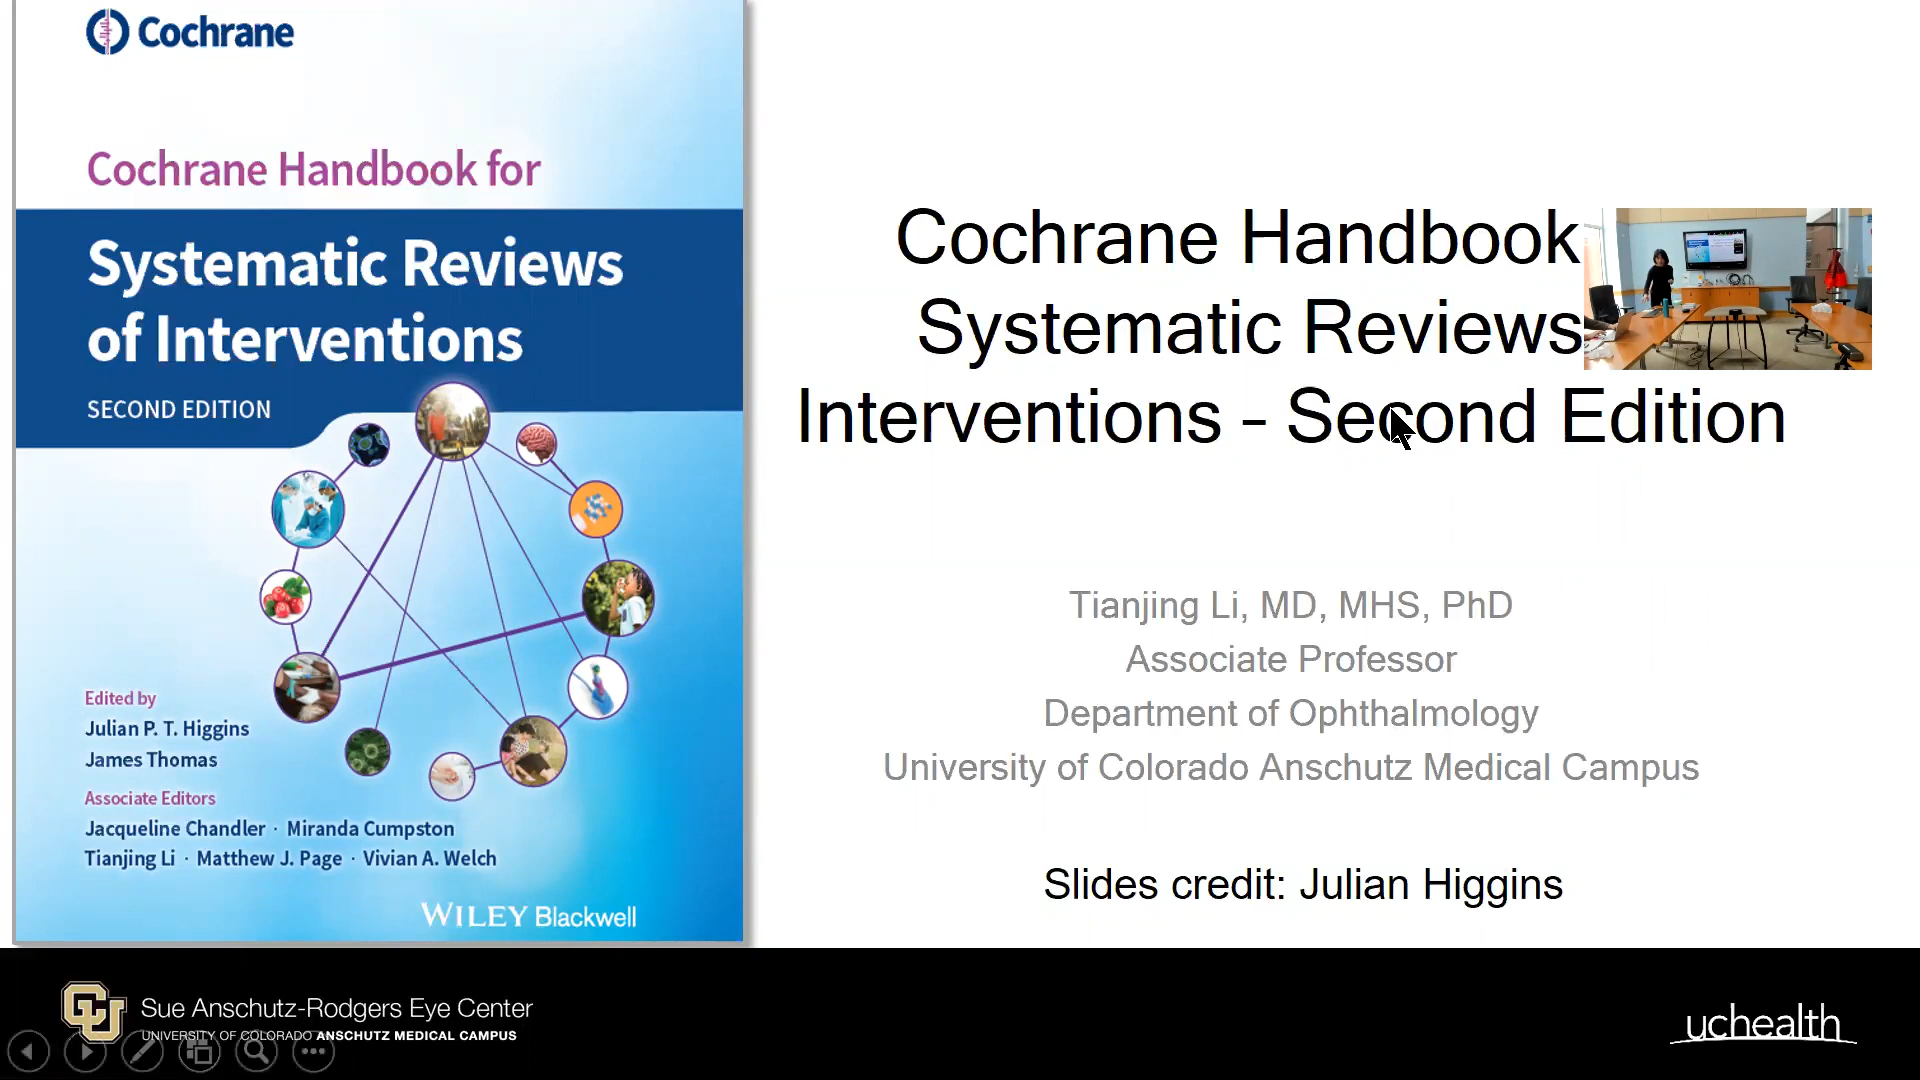 Cochrane
Cochrane Handbook for
Systematic Reviews
of Interventions
SECOND EDITION
Edited by
Julian P. T. Higgins
James Thomas
Associate Editors
Jacqueline Chandler · Miranda Cumpston
Tianjing Li · Matthew J. Page · Vivian A. Welch
WILEY Blackwell
Cochrane Handbook
Systematic Reviews
Interventions – Second Edition
Tianjing Li, MD, MHS, PhD
Associate Professor
Department of Ophthalmology
University of Colorado Anschutz Medical Campus
Slides credit: Julian Higgins
CU
Sue Anschutz-Rodgers Eye Center
UNIVERSITY OF COLORADO ANSCHUTZ MEDICAL CAMPUS
uchealth